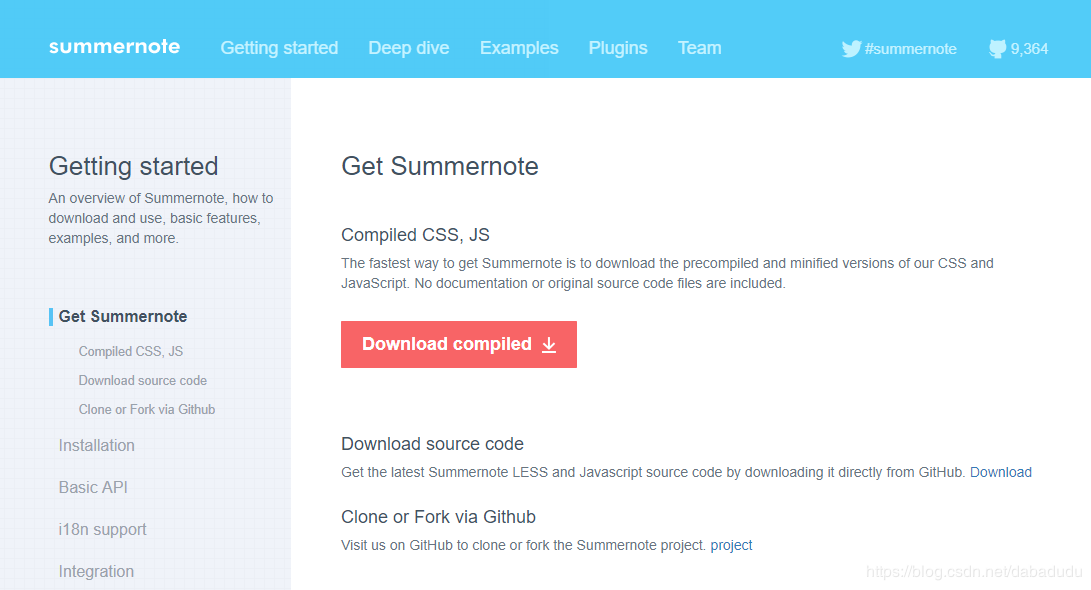 summernote Getting started Deep dive Examples Plugins Team #summernote 9,364
Getting started
An overview of Summernote, how to
download and use, basic features,
examples, and more.
Get Summernote
Compiled CSS, JS
Download source code
Clone or Fork via Github
Installation
Basic API
i18n support
Integration
Get Summernote
Compiled CSS, JS
The fastest way to get Summernote is to download the precompiled and minified versions of our CSS and
JavaScript. No documentation or original source code files are included.
Download compiled
Download source code
Get the latest Summernote LESS and Javascript source code by downloading it directly from GitHub. Download
Clone or Fork via Github
Visit us on GitHub to clone or fork the Summernote project. project
https://blog.csdn.net/dabadudu